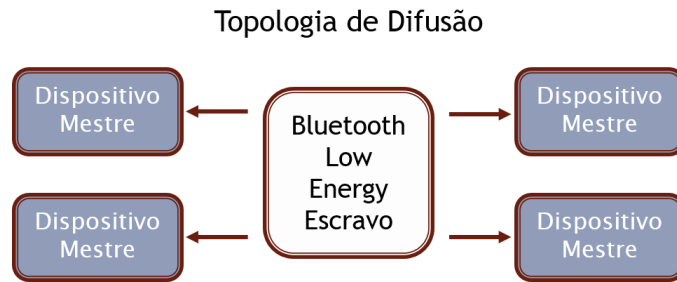 Topologia de Difusão
Dispositivo
Mestre
Dispositivo
Mestre
Bluetooth
Low
Energy
Escravo
Dispositivo
Mestre
Dispositivo
Mestre